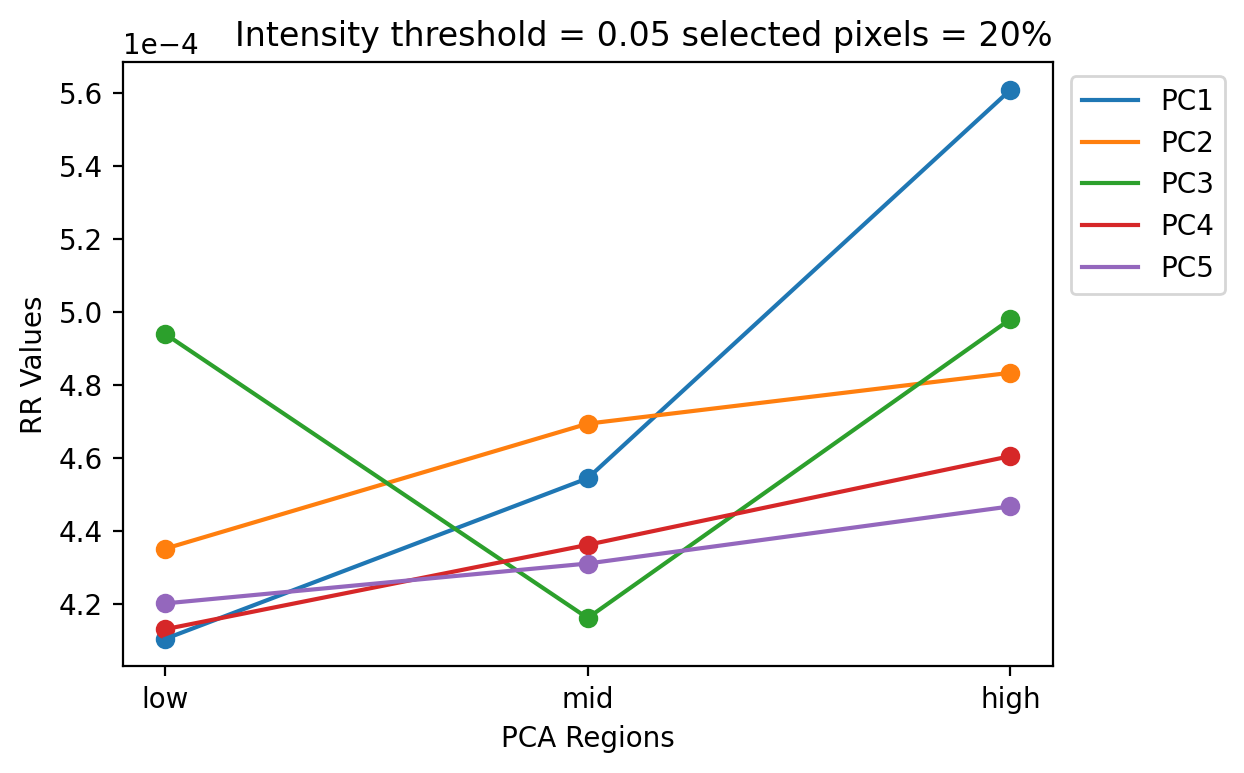 Intensity threshold = 0.05 selected pixels = 20%
1e−4
5.6
5.4
5.2
5.0
4.8
4.6
4.4
4.2
RR Values
low mid high
PCA Regions
PC1
PC2
PC3
PC4
PC5